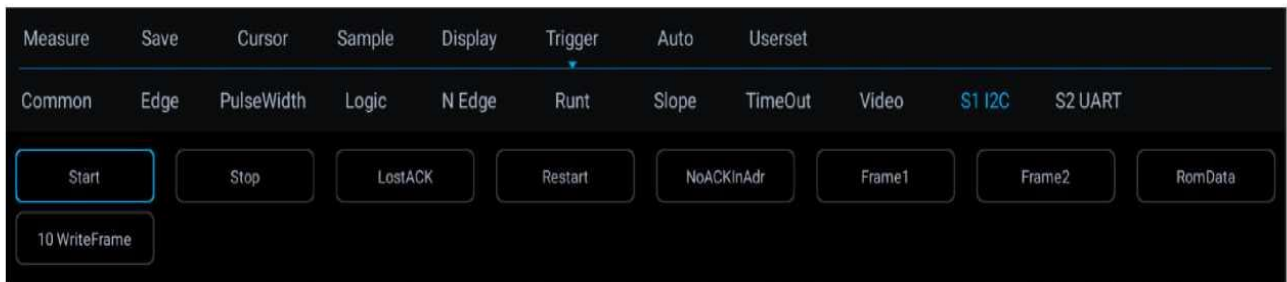 Measure Save Cursor Sample Display Trigger Auto Userset
Common Edge PulseWidth Logic N Edge Runt Slope TimeOut Video S1 I2C S2 UART
Start Stop LostACK Restart NoACKInAdr Frame1 Frame2 RomData
10 WriteFrame